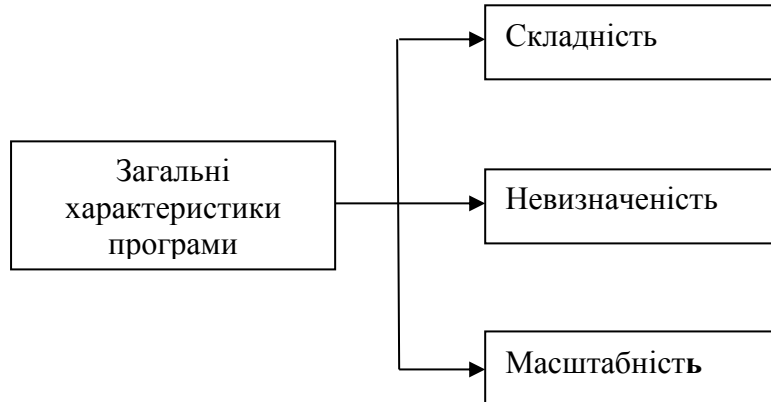 Складність
Загальні
характеристики
програми
Невизначеність
Масштабність